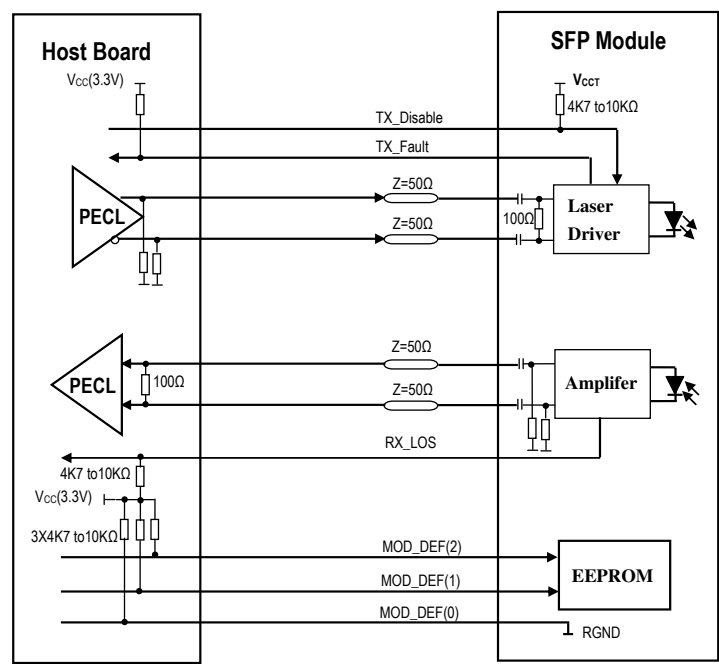 Host Board
SFP Module
VCC(3.3V)
VCCT
4K7 to10KΩ
TX_Disable
TX_Fault
Z=50Ω
PECL
Z=50Ω
100Ω
Laser
Driver
Z=50Ω
PECL
100Ω
Z=50Ω
Amplifer
RX_LOS
4K7 to10KΩ
VCC(3.3V)
3X4K7 to10KΩ
MOD_DEF(2)
EEPROM
MOD_DEF(1)
MOD_DEF(0)
RGND